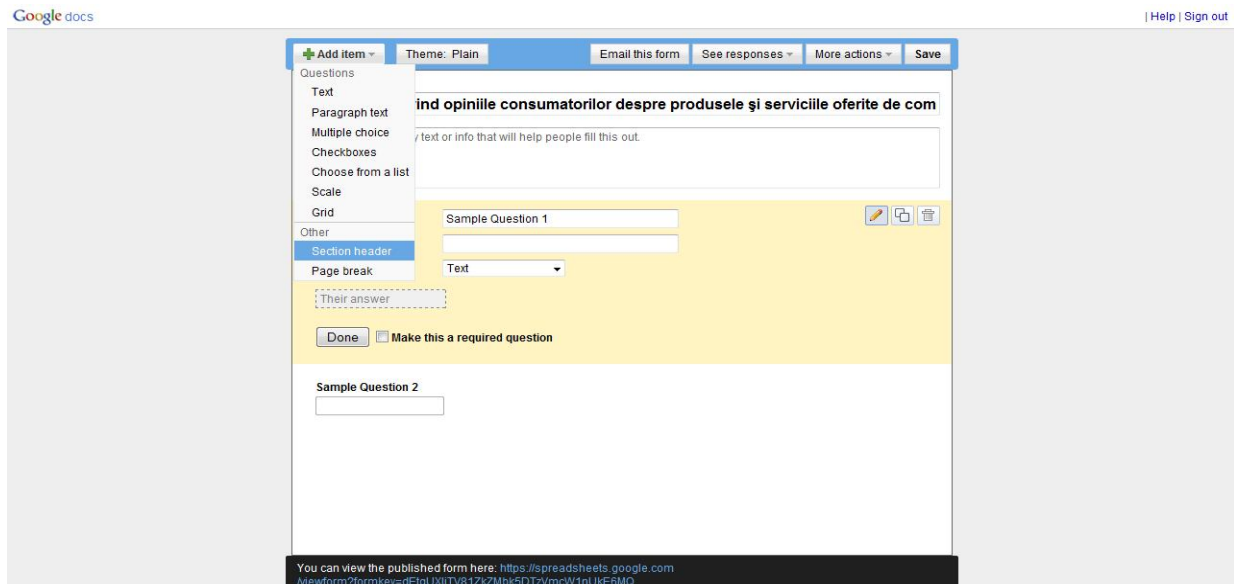 Google docs
| Help | Sign out
Add item
Theme: Plain
Email this form
See responses
More actions
Save
Questions
Text
Paragraph text
Multiple choice
Checkboxes
Choose from a list
Scale
Grid
Other
Section header
Page break
ind opiniile consumatorilor despre produsele şi serviciile oferite de com
text or info that will help people fill this out.
Sample Question 1
Text
Their answer
Done
Make this a required question
Sample Question 2
You can view the published form here: https://spreadsheets.google.com